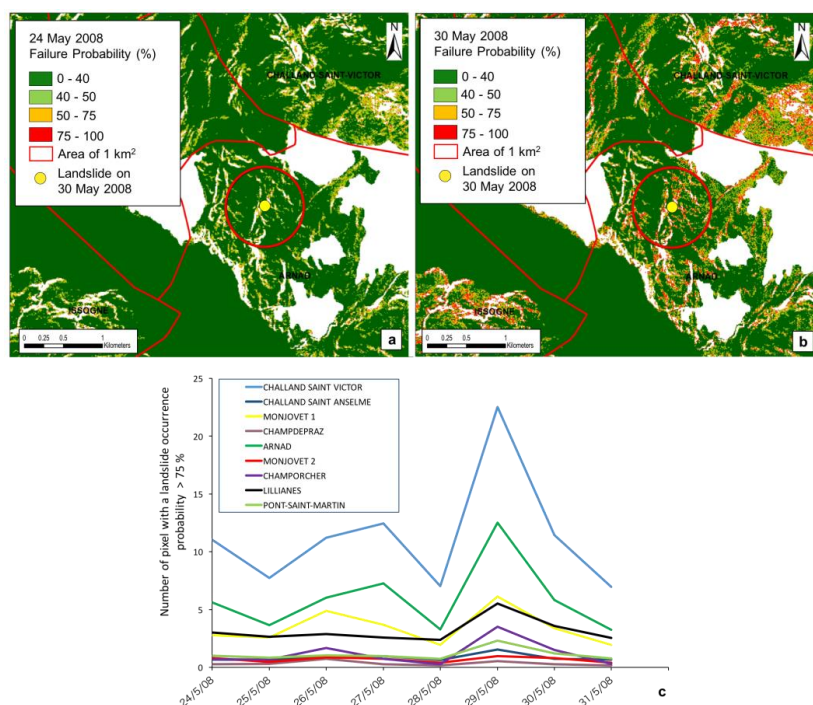 24 May 2008
Failure Probability (%)
0 - 40
40 - 50
50 - 75
75 - 100
Area of 1 km2
Landslide on
30 May 2008
N
CHALLAND-SAINT-VICTOR
ARNAD
ISSOGNE
0 0.25 0.5 1
Kilometers
a
30 May 2008
Failure Probability (%)
0 - 40
40 - 50
50 - 75
75 - 100
Area of 1 km2
Landslide on
30 May 2008
N
CHALLAND-SAINT-VICTOR
ARNAD
ISSOGNE
0 0.25 0.5 1
Kilometers
b
Number of pixel with a landslide occurrence
probability > 75 %
25
20
15
10
5
0
CHALLAND SAINT VICTOR
CHALLAND SAINT ANSELME
MONJOVET 1
CHAMPDEPRAZ
ARNAD
MONJOVET 2
CHAMPORCHER
LILLIANES
PONT-SAINT-MARTIN
24/5/08
25/5/08
26/5/08
27/5/08
28/5/08
29/5/08
30/5/08
31/5/08
c